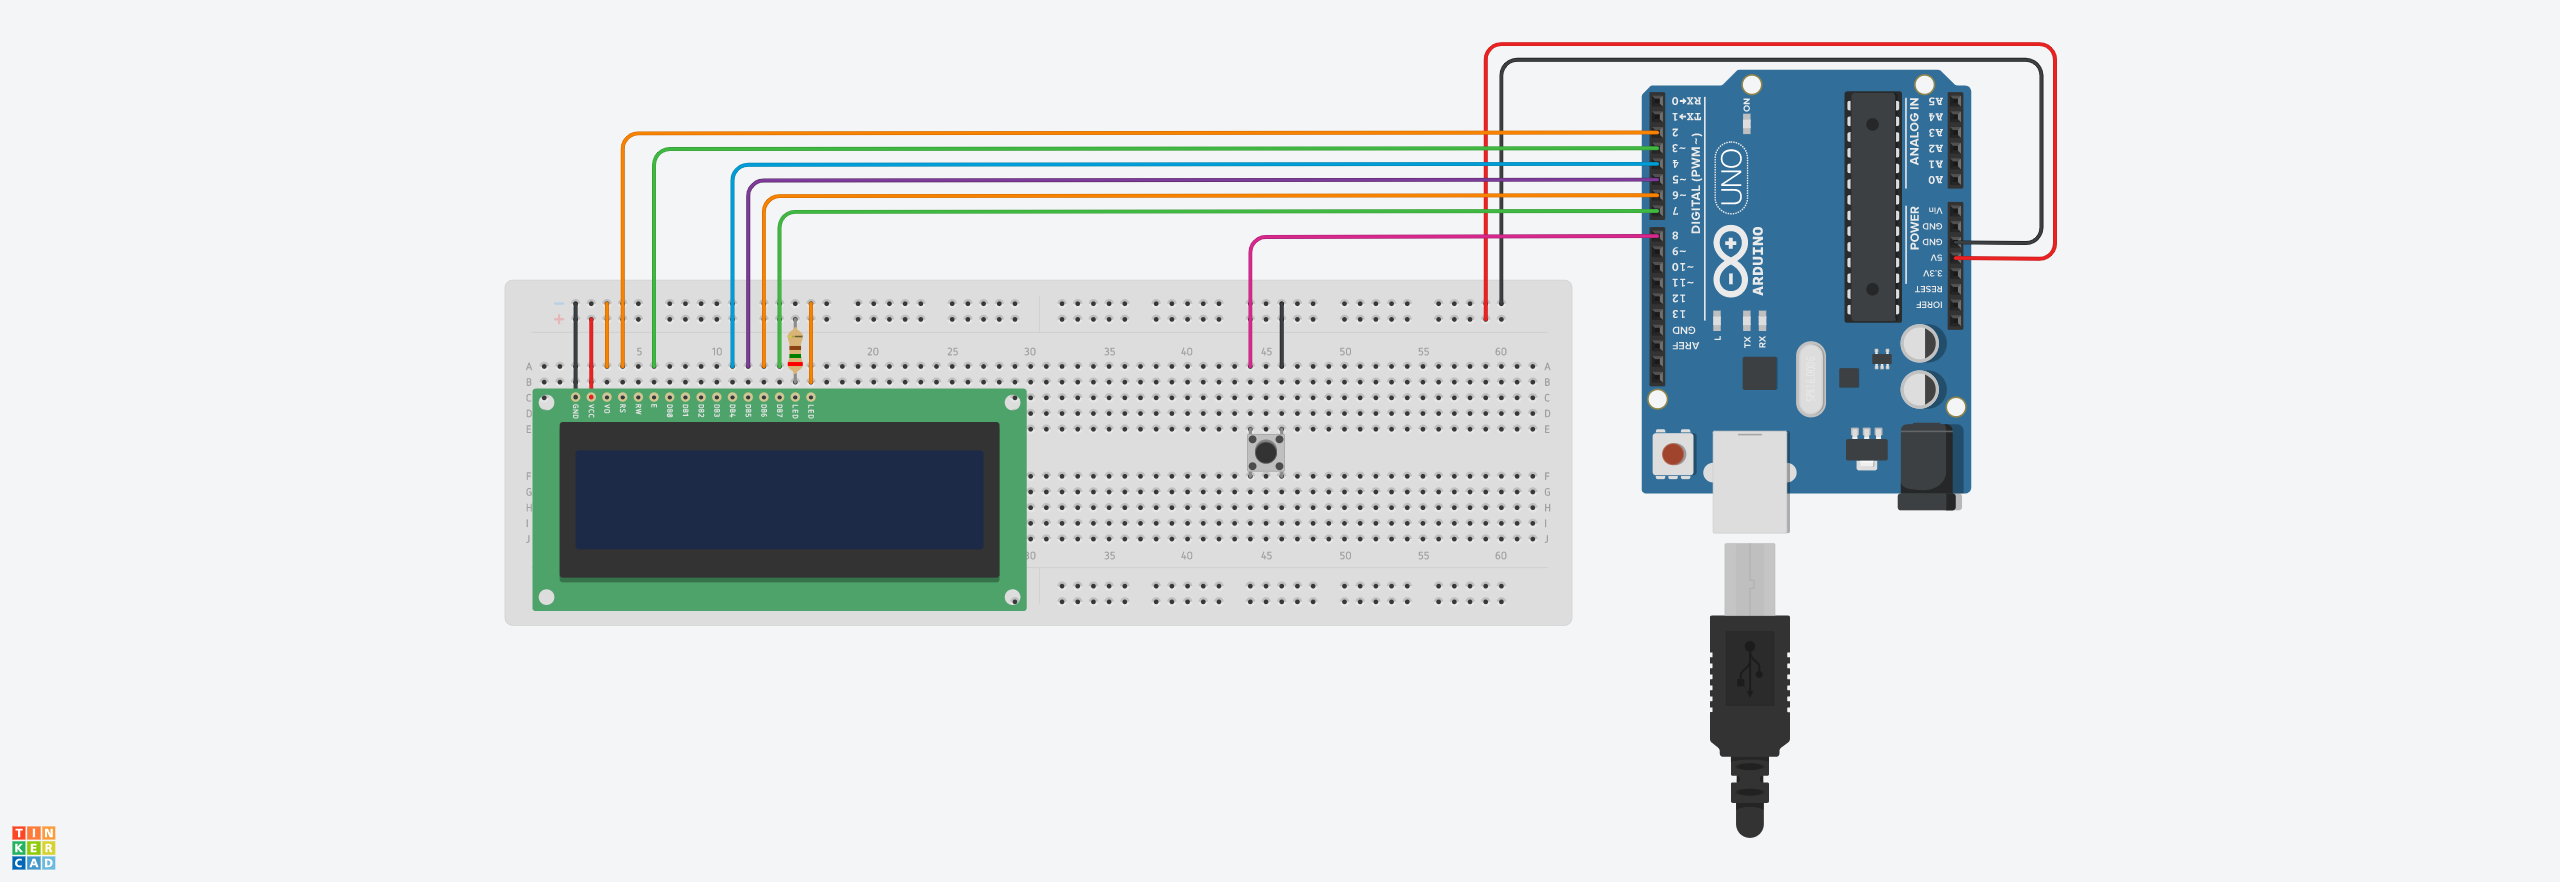 5 10 20 25 30 35 40 45 50 55 60
A A
B B
C C
D D
E E
F F
G G
H H
I I
J J
30 35 40 45 50 55 60
GND VCC V0 RS RW E DB0 DB1 DB2 DB3 DB4 DB5 DB6 DB7 LED LED
RX→0
TX→1
2
~3
4
~5
~6
7
8
~9
~10
~11
12
13
GND
AREF
DIGITAL (PWM~)
ON
UNO
ARDUINO
L
TX
RX
ANALOG IN
A5
A4
A3
A2
A1
A0
POWER
Vin
GND
GND
5V
3.3V
RESET
IOREF
TIN
KER
CAD